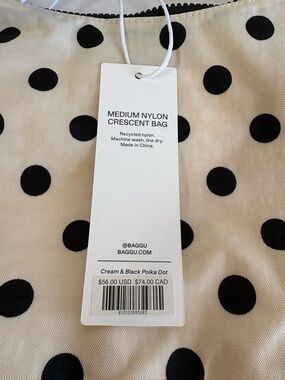 MEDIUM NYLON
CRESCENT BAG
Recycled nylon.
Machine wash, line dry.
Made in China.
@BAGGU
BAGGU.COM
Cream & Black Polka Dot
$56.00 USD $74.00 CAD
810103095083